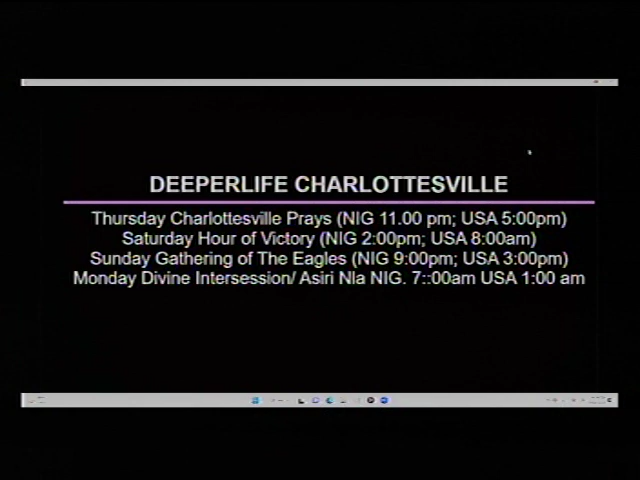 DEEPERLIFE CHARLOTTESVILLE
Thursday Charlottesville Prays (NIG 11.00 pm; USA 5:00pm)
Saturday Hour of Victory (NIG 2:00pm; USA 8:00am)
Sunday Gathering of The Eagles (NIG 9:00pm; USA 3:00pm)
Monday Divine Intersession/ Asiri Nla NIG. 7::00am USA 1:00 am